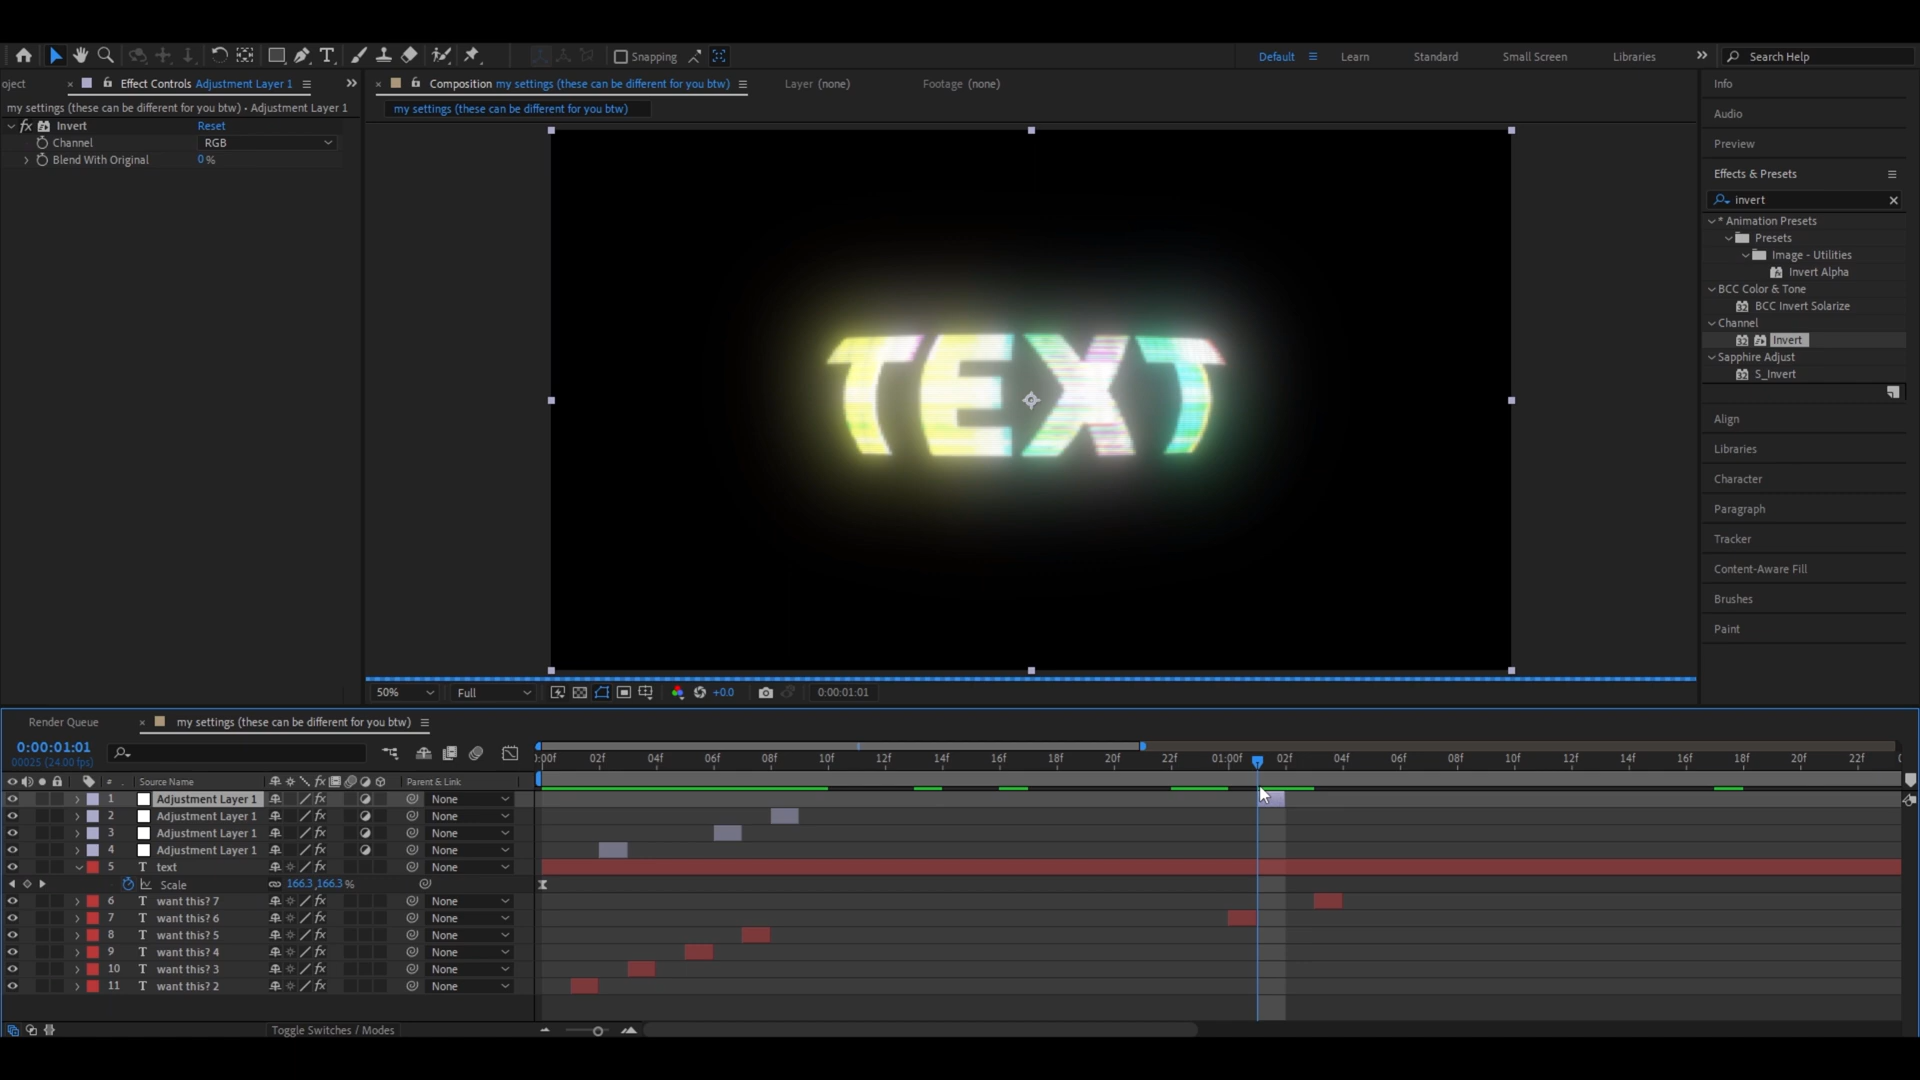 Snapping
Default
Learn
Standard
Small Screen
Libraries
Search Help
oject
Effect Controls Adjustment Layer 1
Composition my settings (these can be different for you btw)
Layer (none)
Footage (none)
Info
my settings (these can be different for you btw) • Adjustment Layer 1
my settings (these can be different for you btw)
Audio
fx Invert Reset
Channel RGB
Blend With Original 0 %
Preview
Effects & Presets
invert
* Animation Presets
Presets
Image - Utilities
Invert Alpha
BCC Color & Tone
BCC Invert Solarize
Channel
Invert
Sapphire Adjust
S_Invert
TEXT
Align
Libraries
Character
Paragraph
Tracker
Content-Aware Fill
Brushes
Paint
50% Full +0.0 0:00:01:01
Render Queue
my settings (these can be different for you btw)
0:00:01:01
00025 (24.00 fps)
:00f 02f 04f 06f 08f 10f 12f 14f 16f 18f 20f 22f 01:00f 02f 04f 06f 08f 10f 12f 14f 16f 18f 20f 22f
# Source Name fx Parent & Link
1 Adjustment Layer 1 None
2 Adjustment Layer 1 None
3 Adjustment Layer 1 None
4 Adjustment Layer 1 None
5 T text None
Scale 166.3,166.3 %
6 T want this? 7 fx None
7 T want this? 6 fx None
8 T want this? 5 fx None
9 T want this? 4 fx None
10 T want this? 3 fx None
11 T want this? 2 fx None
Toggle Switches / Modes